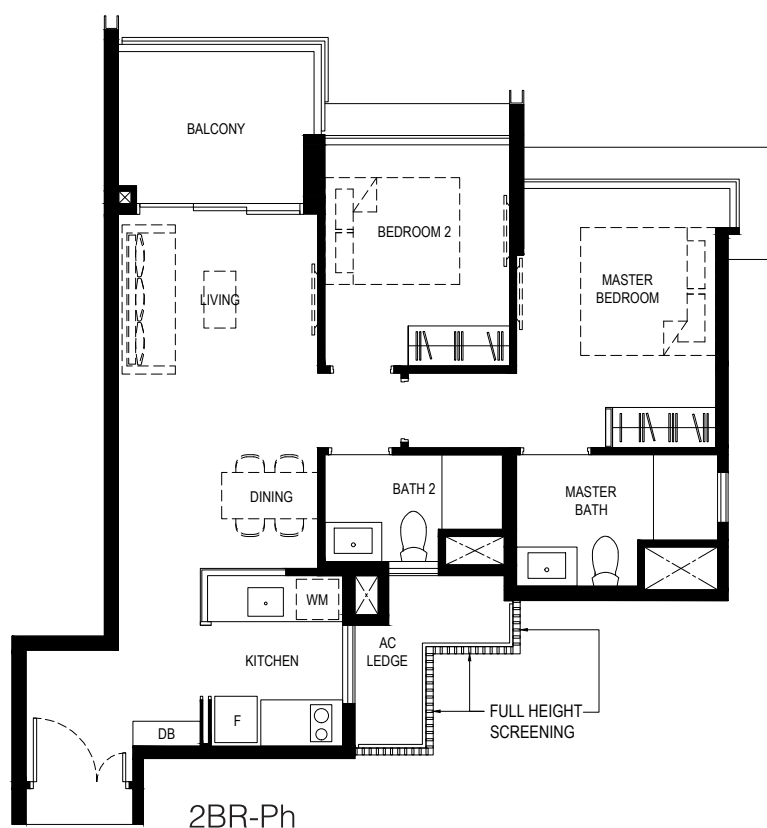 BALCONY
BEDROOM 2
MASTER
BEDROOM
LIVING
DINING
BATH 2
MASTER
BATH
WM
AC
LEDGE
KITCHEN
F
DB
FULL HEIGHT
SCREENING
2BR-Ph